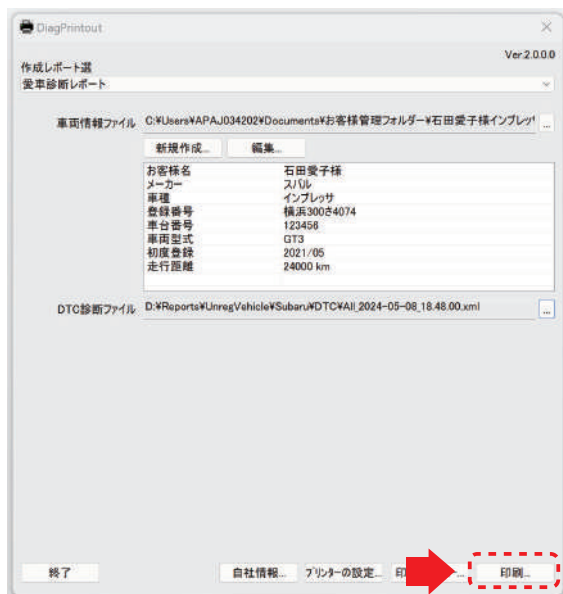 DiagPrintout
Ver.2.0.0.0
作成レポート選
愛車診断レポート
車両情報ファイル C:¥Users¥APAJ034202¥Documents¥お客様管理フォルダー¥石田愛子様インプレッ ...
新規作成... 編集...
お客様名 石田愛子様
メーカー スバル
車種 インプレッサ
登録番号 横浜300さ4074
車台番号 123456
車両型式 GT3
初度登録 2021/05
走行距離 24000 km
DTC診断ファイル D:¥Reports¥UnregVehicle¥Subaru¥DTC¥All_2024-05-08_18.48.00.xml ...
終了 自社情報... プリンターの設定... 印刷...